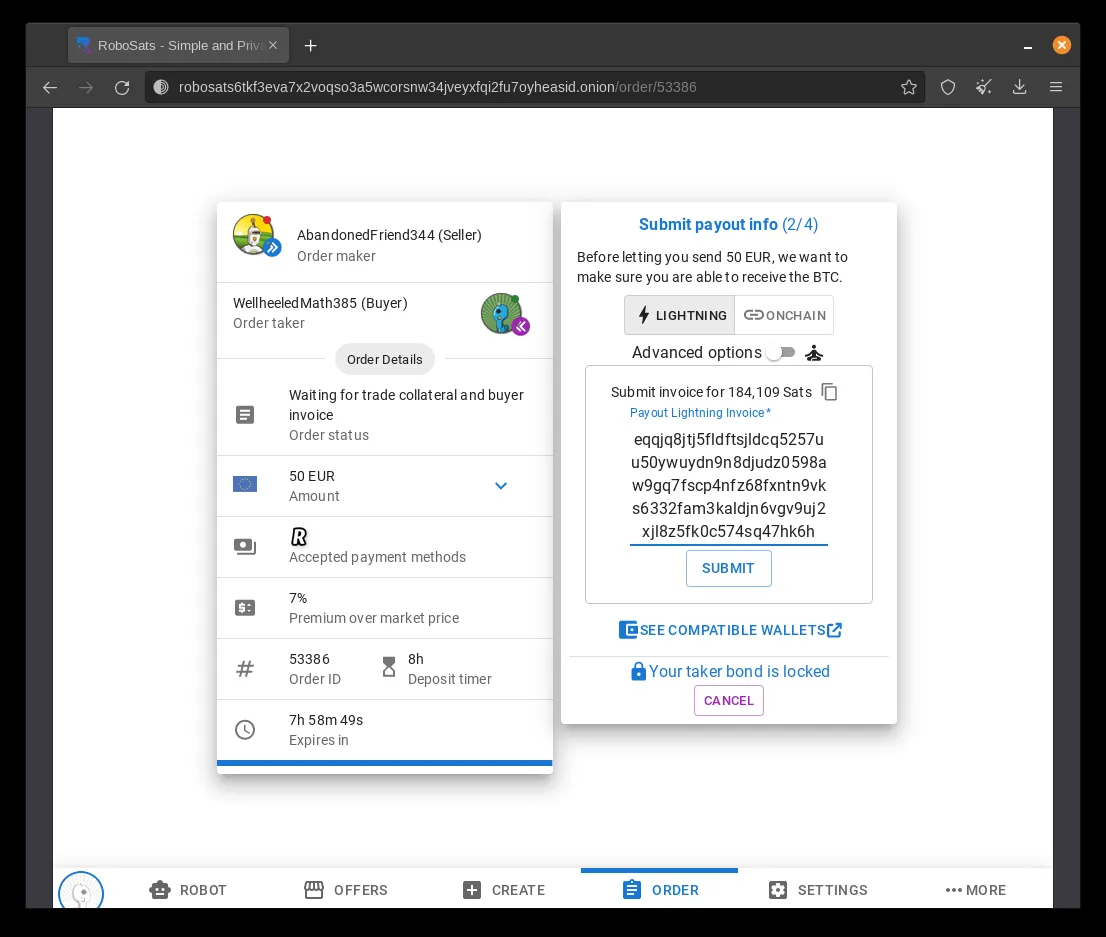 RoboSats - Simple and Priva
robosats6tkf3eva7x2voqso3a5wcorsnw34jveyxfqi2fu7oyheasid.onion/order/53386
AbandonedFriend344 (Seller)
Order maker
WellheeledMath385 (Buyer)
Order taker
Order Details
Waiting for trade collateral and buyer
invoice
Order status
50 EUR
Amount
R
Accepted payment methods
7%
Premium over market price
53386
Order ID
8h
Deposit timer
7h 58m 49s
Expires in
Submit payout info (2/4)
Before letting you send 50 EUR, we want to
make sure you are able to receive the BTC.
LIGHTNING
ONCHAIN
Advanced options
Submit invoice for 184,109 Sats
Payout Lightning Invoice *
eqqjq8jtj5fldftsjldcq5257u
u50ywuydn9n8djudz0598a
w9gq7fscp4nfz68fxntn9vk
s6332fam3kaldjn6vgv9uj2
xjl8z5fk0c574sq47hk6h
SUBMIT
SEE COMPATIBLE WALLETS
Your taker bond is locked
CANCEL
ROBOT
OFFERS
CREATE
ORDER
SETTINGS
MORE